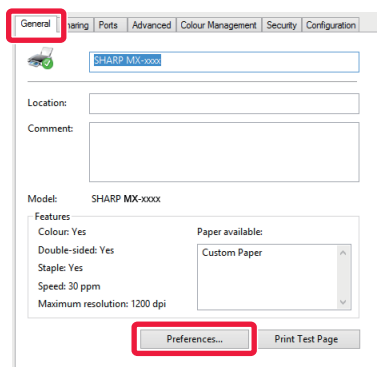 General haring Ports Advanced Colour Management Security Configuration
SHARP MX-xxxx
Location:
Comment:
Model: SHARP MX-xxxx
Features
Colour: Yes Paper available:
Double-sided: Yes Custom Paper
Staple: Yes
Speed: 30 ppm
Maximum resolution: 1200 dpi
Preferences... Print Test Page